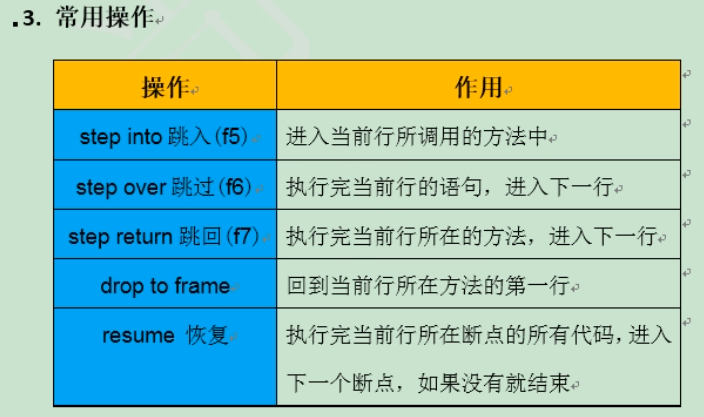 3. 常用操作
操作 作用
step into 跳入(f5) 进入当前行所调用的方法中
step over 跳过(f6) 执行完当前行的语句，进入下一行
step return 跳回(f7) 执行完当前行所在的方法，进入下一行
drop to frame 回到当前行所在方法的第一行
resume 恢复 执行完当前行所在断点的所有代码，进入
下一个断点，如果没有就结束